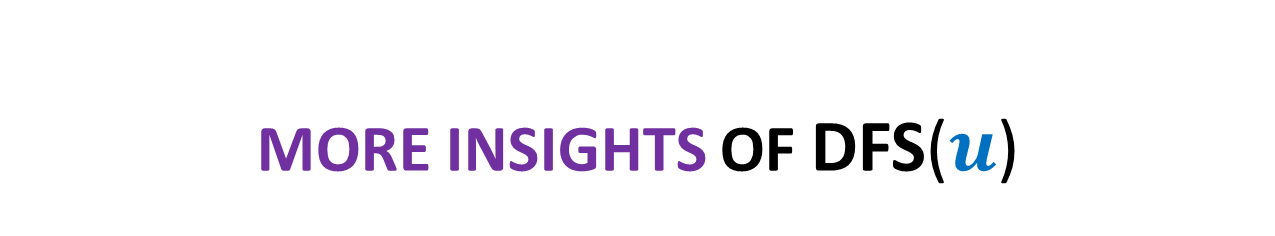 MORE INSIGHTS OF DFS(u)